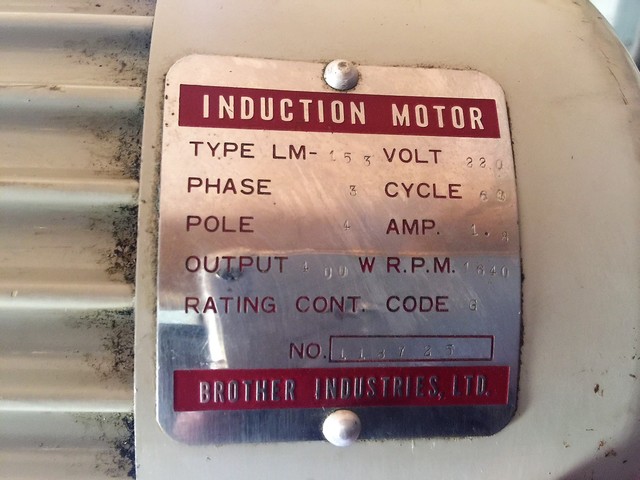 INDUCTION MOTOR
TYPE LM-153 VOLT 220
PHASE 3 CYCLE
POLE 4 AMP.
OUTPUT 400 W R.P.M.
RATING CONT. CODE
NO.
BROTHER INDUSTRIES, LTD.